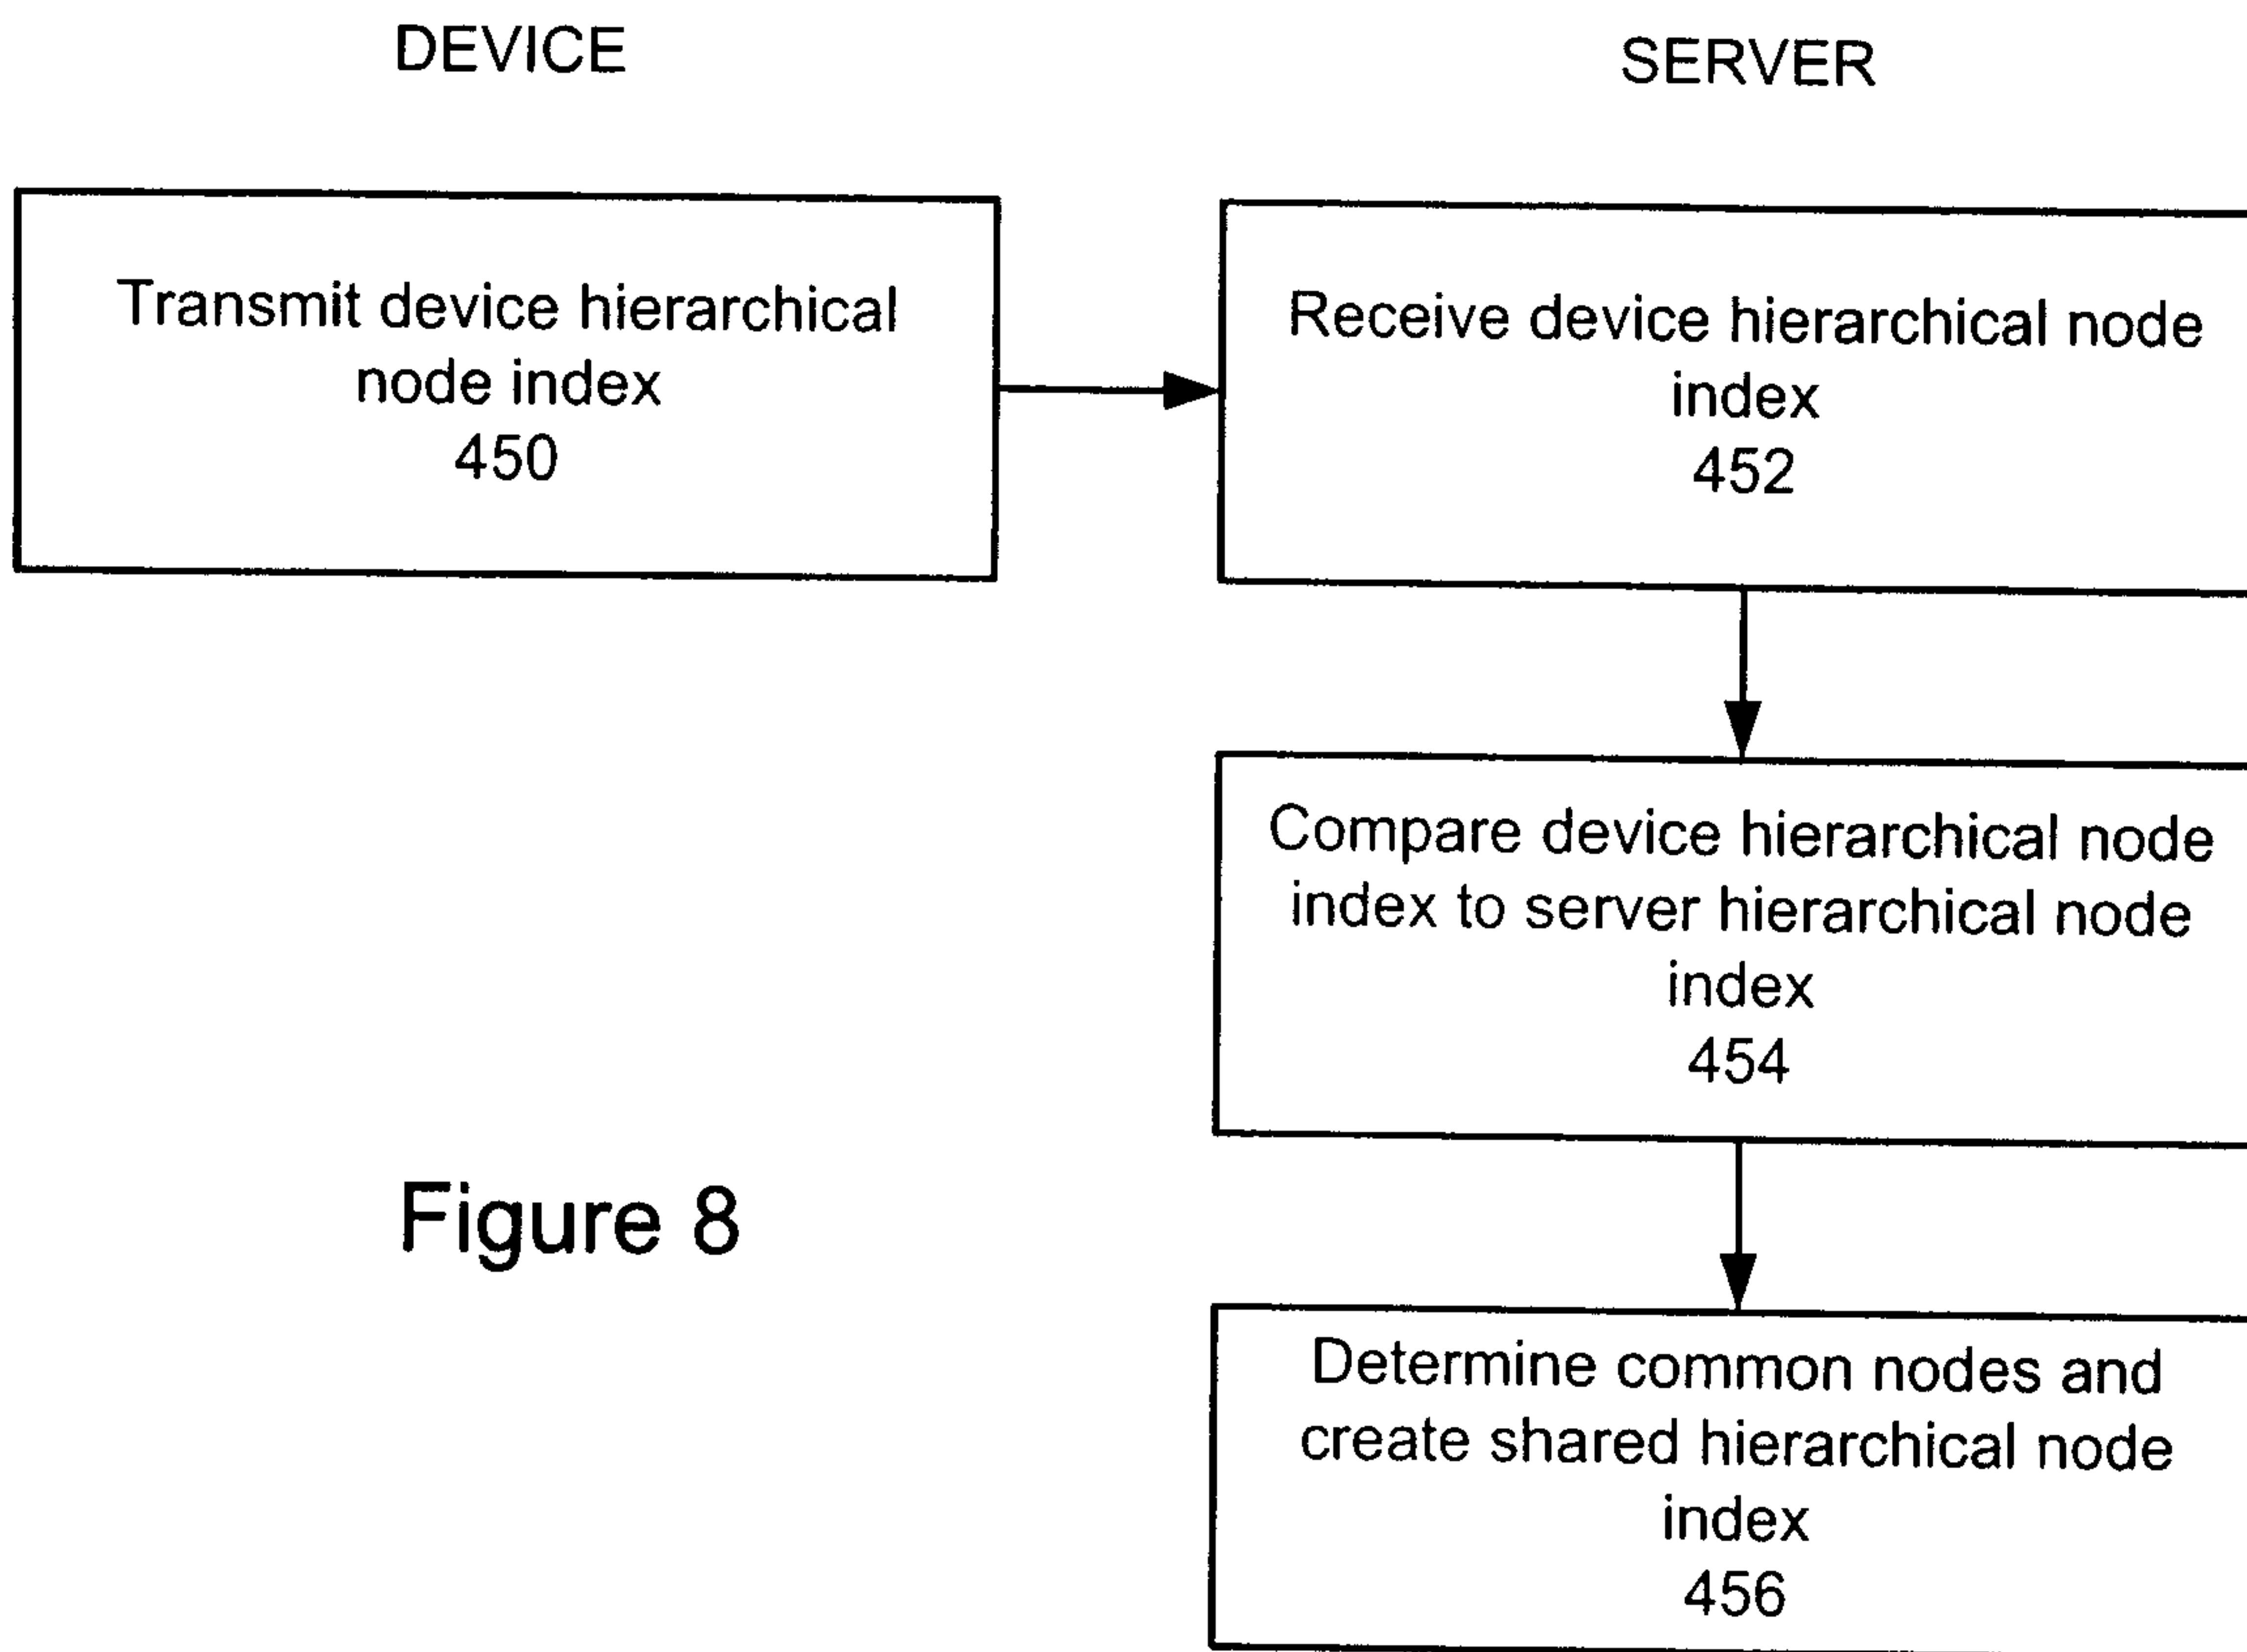 DEVICE
SERVER
Transmit device hierarchical
node index
450
Receive device hierarchical node
index
452
Compare device hierarchical node
index to server hierarchical node
index
454
Figure 8
Determine common nodes and
create shared hierarchical node
index
456